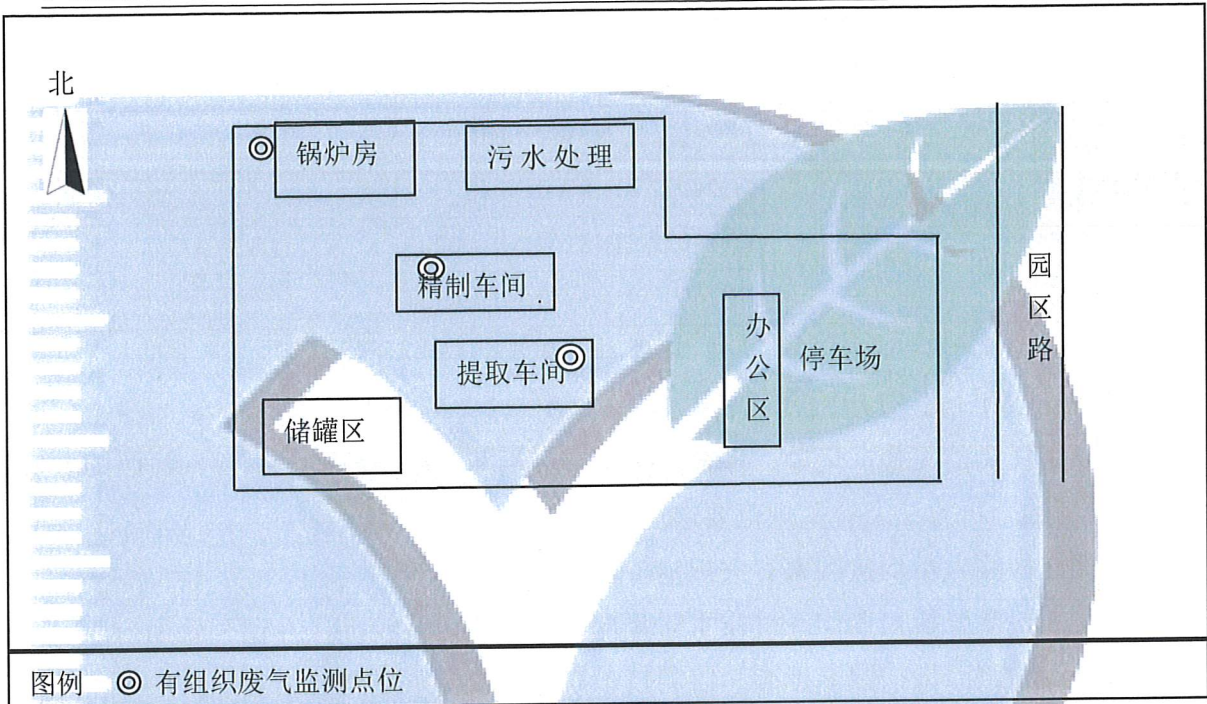 北
锅炉房
污水处理
精制车间
提取车间
储罐区
办公区
停车场
园区路
图例 ◎ 有组织废气监测点位